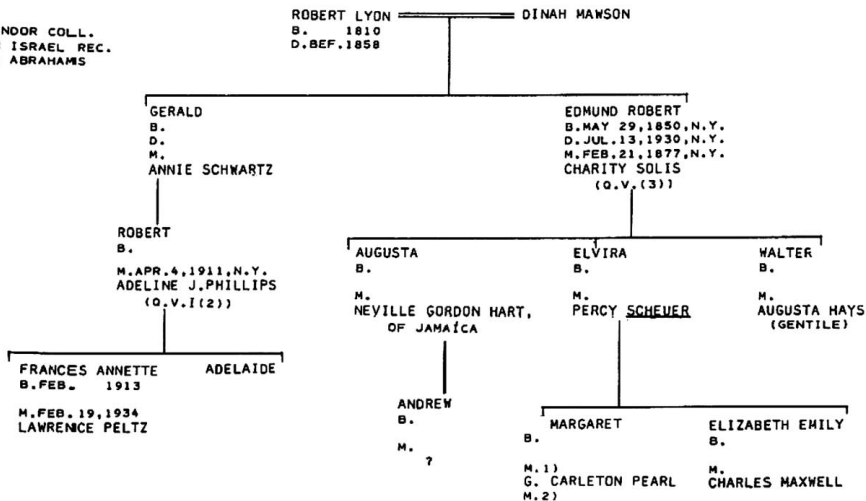 NDOR COLL.
ISRAEL REC.
ABRAHAMS
ROBERT LYON
B. 1810
D.BEF.1858
DINAH MAWSON
GERALD
B.
D.
M.
ANNIE SCHWARTZ
EDMUND ROBERT
B.MAY 29,1850,N.Y.
D.JUL.13,1930,N.Y.
M.FEB.21,1877,N.Y.
CHARITY SOLIS
(Q.V.(3))
ROBERT
B.
M.APR.4,1911,N.Y.
ADELINE J.PHILLIPS
(Q.V.I(2))
AUGUSTA
B.
M.
NEVILLE GORDON HART,
OF JAMAICA
ELVIRA
B.
M.
PERCY SCHEUER
WALTER
B.
M.
AUGUSTA HAYS
(GENTILE)
FRANCES ANNETTE
B.FEB. 1913
M.FEB.19,1934
LAWRENCE PELTZ
ADELAIDE
ANDREW
B.
M.
?
MARGARET
B.
M.1)
G. CARLETON PEARL
M.2)
ELIZABETH EMILY
B.
M.
CHARLES MAXWELL